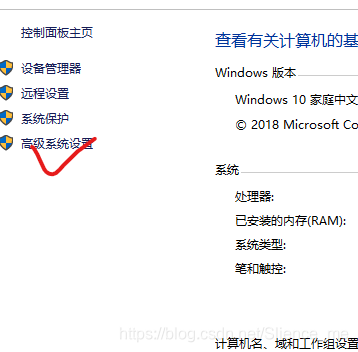 控制面板主页
设备管理器
远程设置
系统保护
高级系统设置
查看有关计算机的基
Windows 版本
Windows 10 家庭中文
© 2018 Microsoft Co
系统
处理器:
已安装的内存(RAM):
系统类型:
笔和触控:
https://blog.csdn.net/Slience_me
计算机名、域和工作组设置